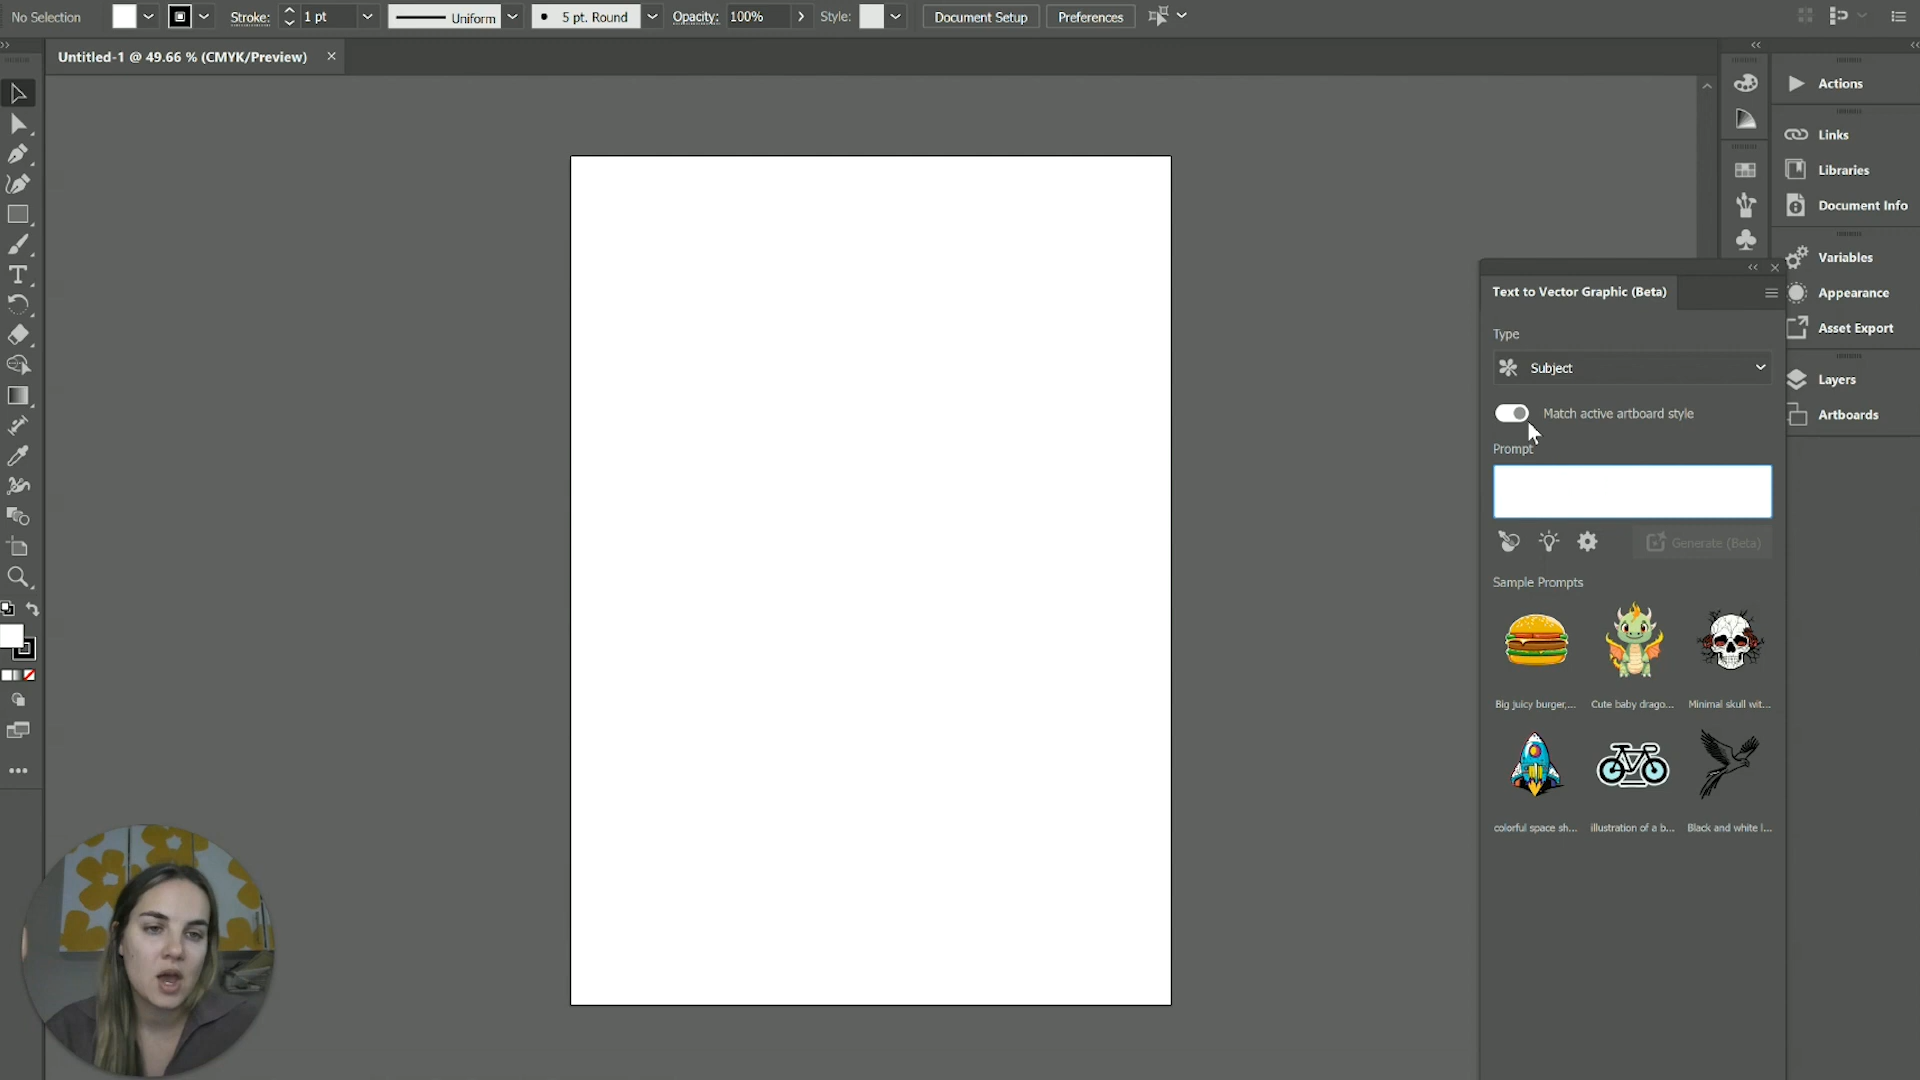 No Selection
Stroke:
1 pt
Uniform
5 pt. Round
Opacity:
100%
Style:
Document Setup
Preferences
Untitled-1 @ 49.66 % (CMYK/Preview)
Actions
Links
Libraries
Document Info
Variables
Appearance
Asset Export
Layers
Artboards
Text to Vector Graphic (Beta)
Type
Subject
Match active artboard style
Prompt
Generate (Beta)
Sample Prompts
Big juicy burger,...
Cute baby drago...
Minimal skull wit...
colorful space sh...
illustration of a b...
Black and white l...